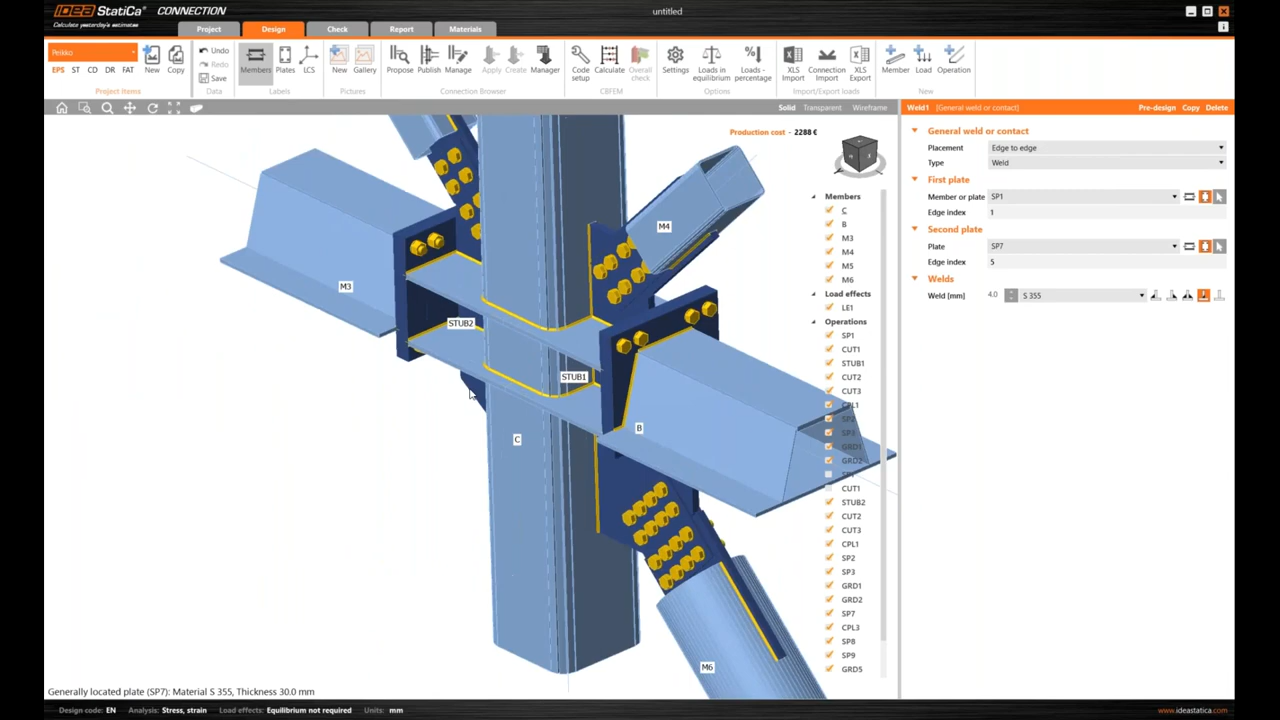 IDEA StatiCa® CONNECTION
Calculate yesterday's estimates
untitled
Project Design Check Report Materials
Peikko
EPS ST CD DR FAT
New Copy
Undo
Redo
Save
Members Plates LCS
New Gallery
Propose Publish Manage Apply Create Manager
Code setup Calculate Overall check
Settings Loads in equilibrium Loads - percentage
XLS Import Connection Import XLS Export
Member Load Operation
Project Items Data Labels Pictures Connection Browser CBFEM Options Import/Export loads New
Solid Transparent Wireframe
Weld1 [General weld or contact] Pre-design Copy Delete
Production cost - 2288 €
General weld or contact
Placement Edge to edge
Type Weld
First plate
Member or plate SP1
Edge index 1
Second plate
Plate SP7
Edge index 5
Welds
Weld [mm] 4.0 S 355
M4
M3
STUB2
STUB1
C
B
M6
Members
C
B
M3
M4
M5
M6
Load effects
LE1
Operations
SP1
CUT1
STUB1
CUT2
CUT3
CPL1
SP2
SP3
GRD1
GRD2
CUT1
STUB2
CUT2
CUT3
CPL1
SP2
SP3
GRD1
GRD2
SP7
CPL3
SP8
SP9
GRD5
Generally located plate (SP7): Material S 355, Thickness 30.0 mm
Design code: EN Analysis: Stress, strain Load effects: Equilibrium not required Units: mm
www.ideastatica.com